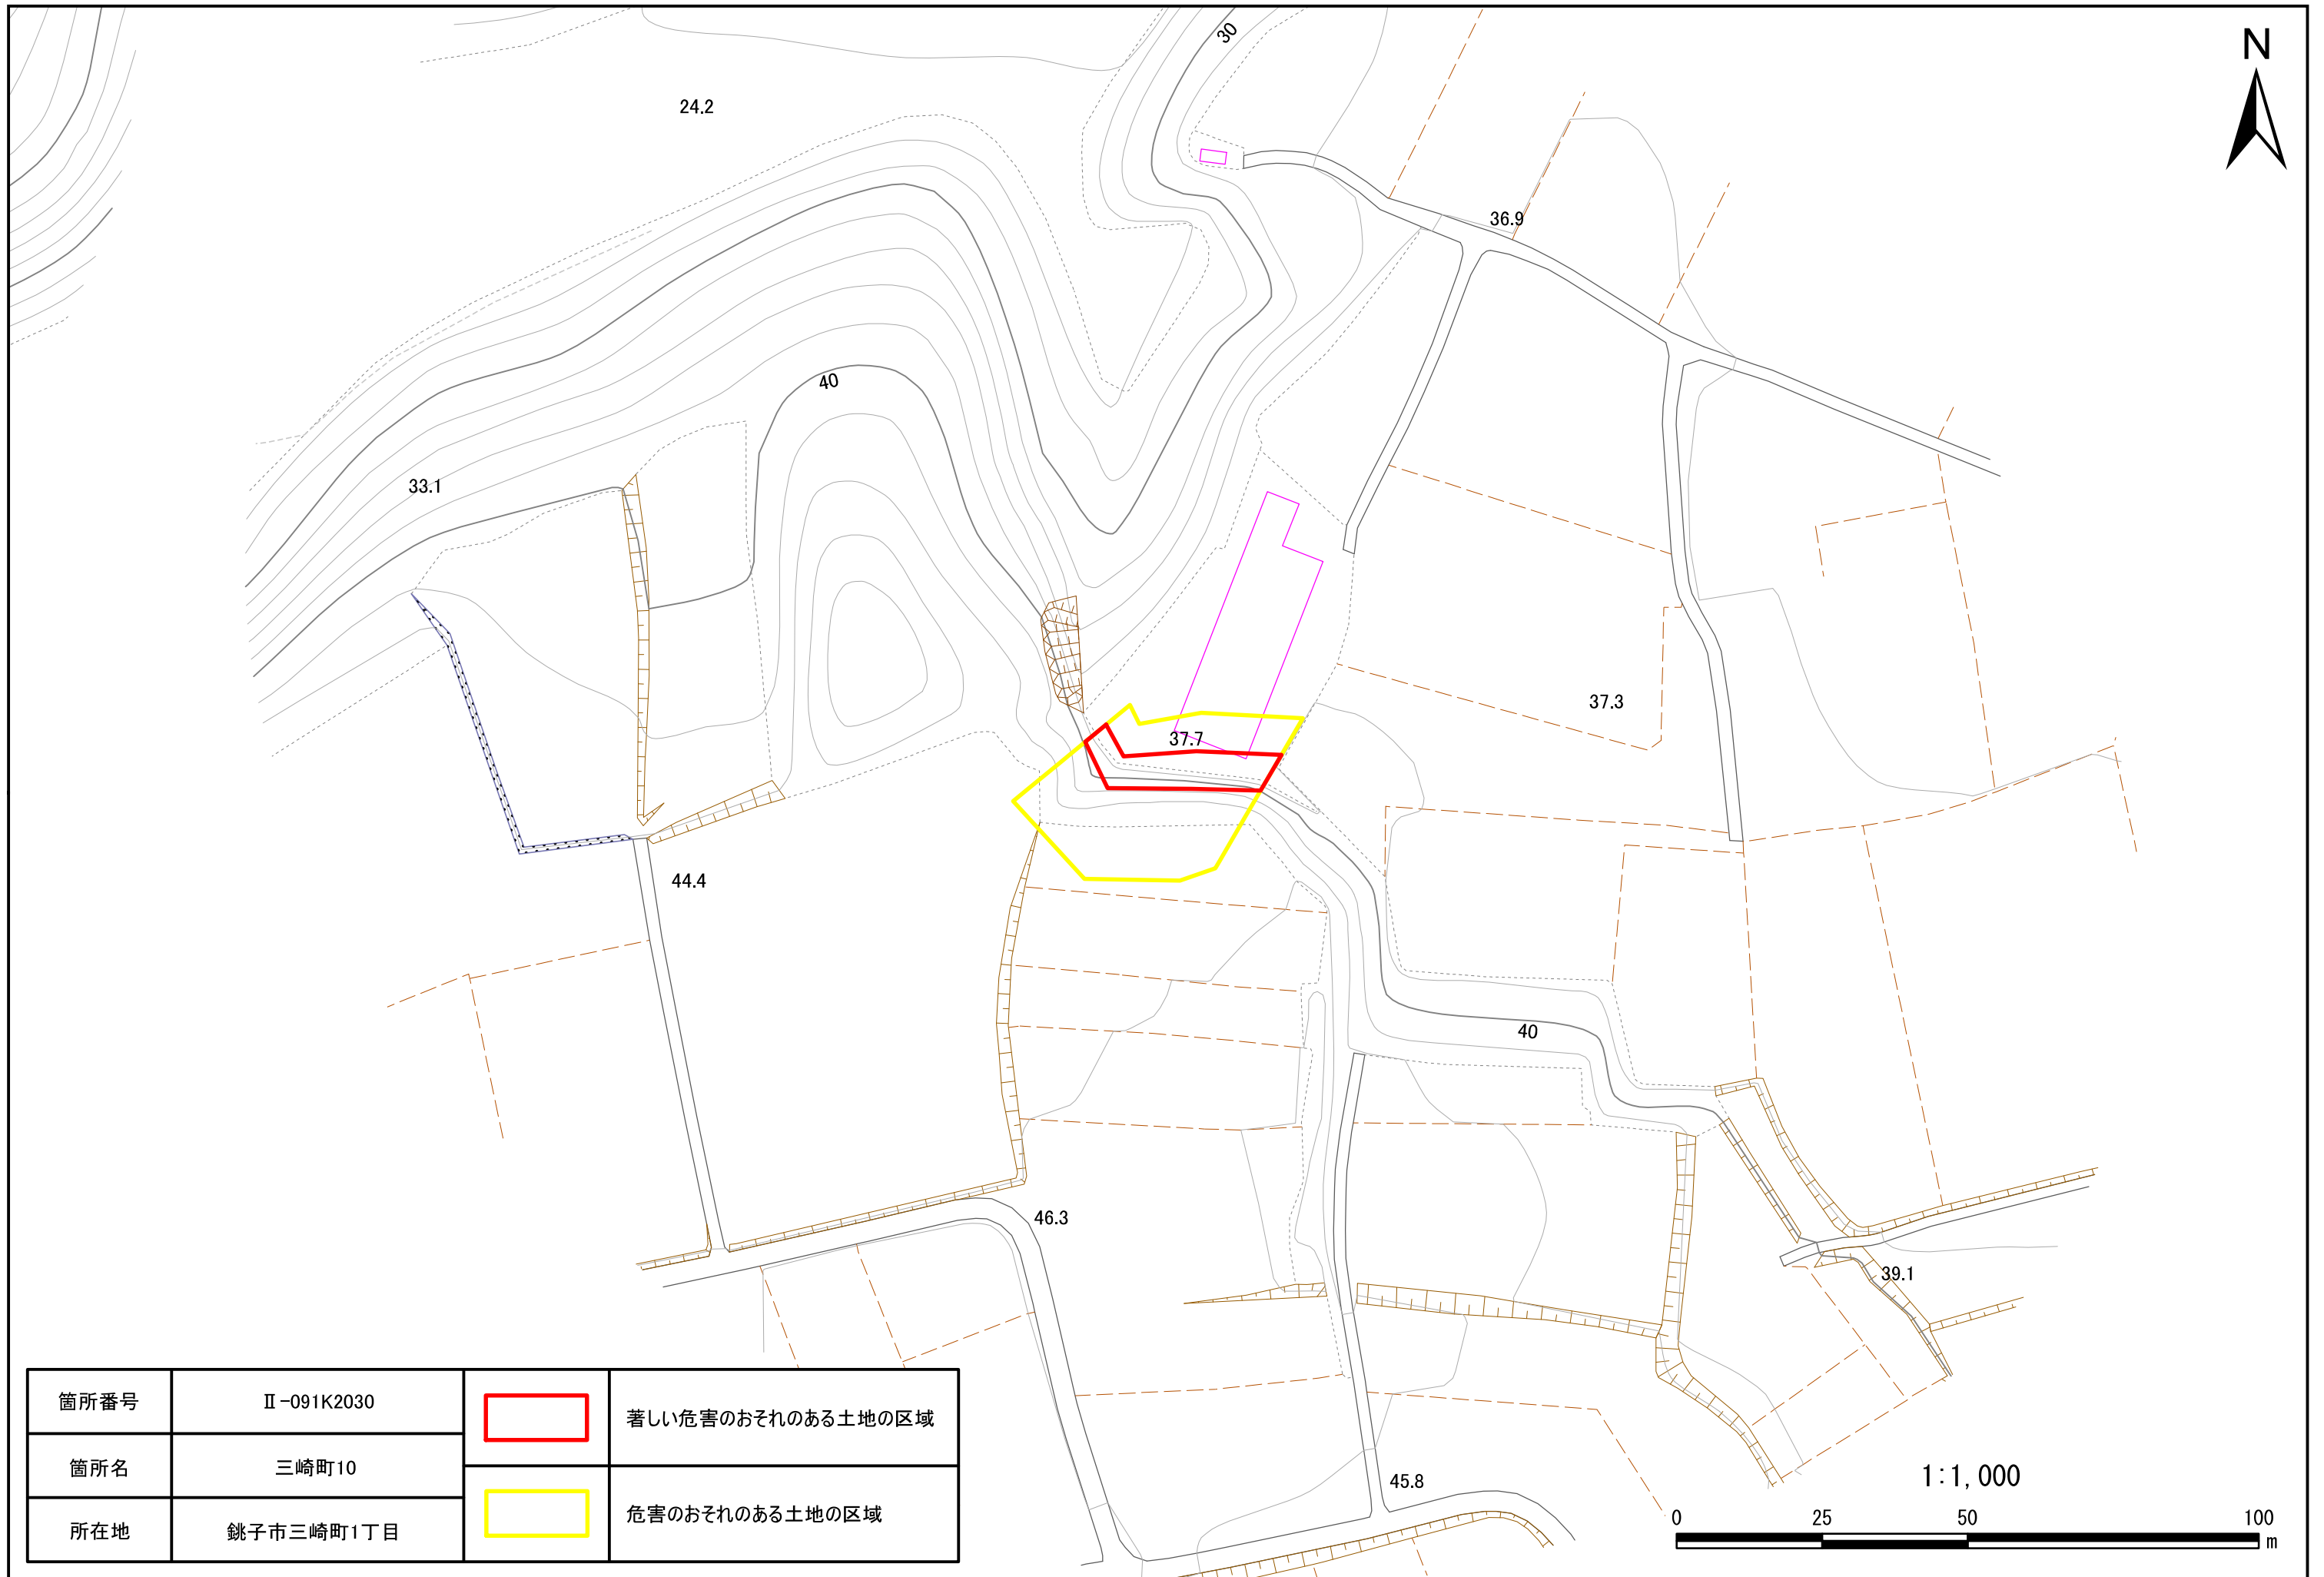 30
N
24.2
36.9
40
33.1
37.3
37.7
44.4
40
46.3
39.1
45.8
1:1,000
0 25 50 100
m
箇所番号 Ⅱ-091K2030
箇所名 三崎町10
所在地 銚子市三崎町1丁目
著しい危害のおそれのある土地の区域
危害のおそれのある土地の区域